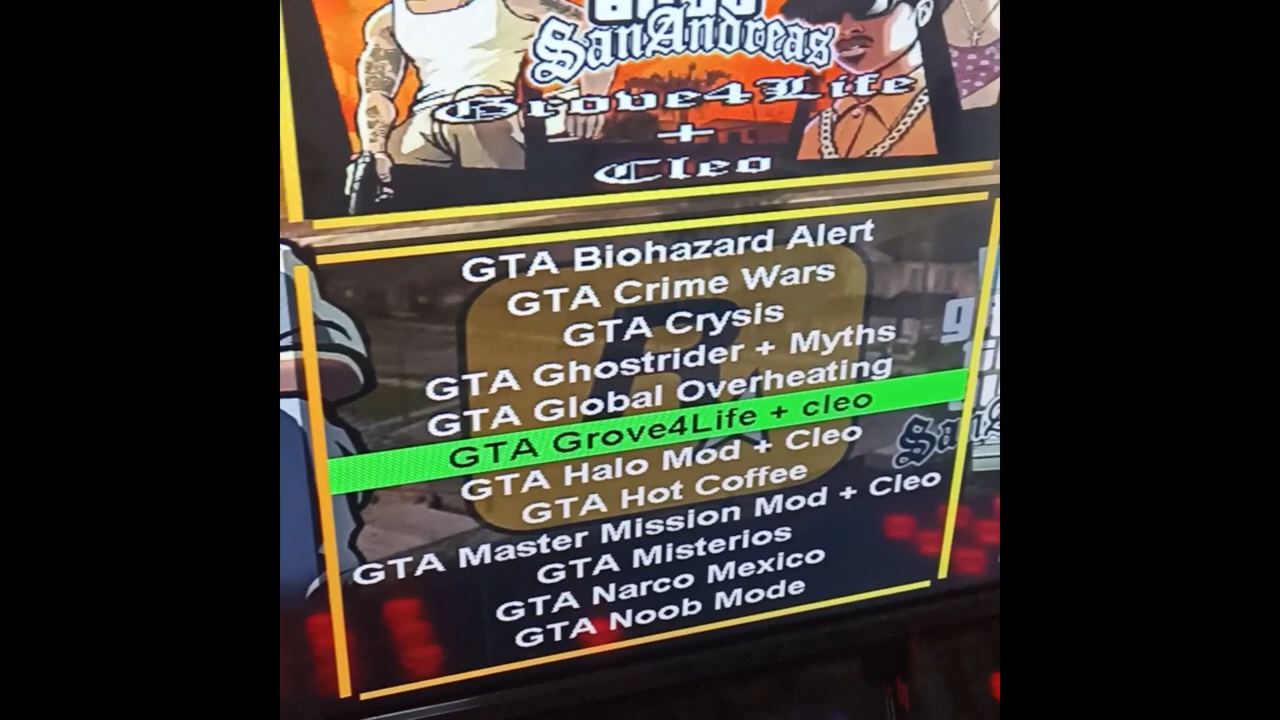 San Andreas
Grove4Life
+
Cleo
GTA Biohazard Alert
GTA Crime Wars
GTA Crysis
GTA Ghostrider + Myths
GTA Global Overheating
GTA Grove4Life + cleo
GTA Halo Mod + Cleo
GTA Hot Coffee
GTA Master Mission Mod + Cleo
GTA Misterios
GTA Narco Mexico
GTA Noob Mode